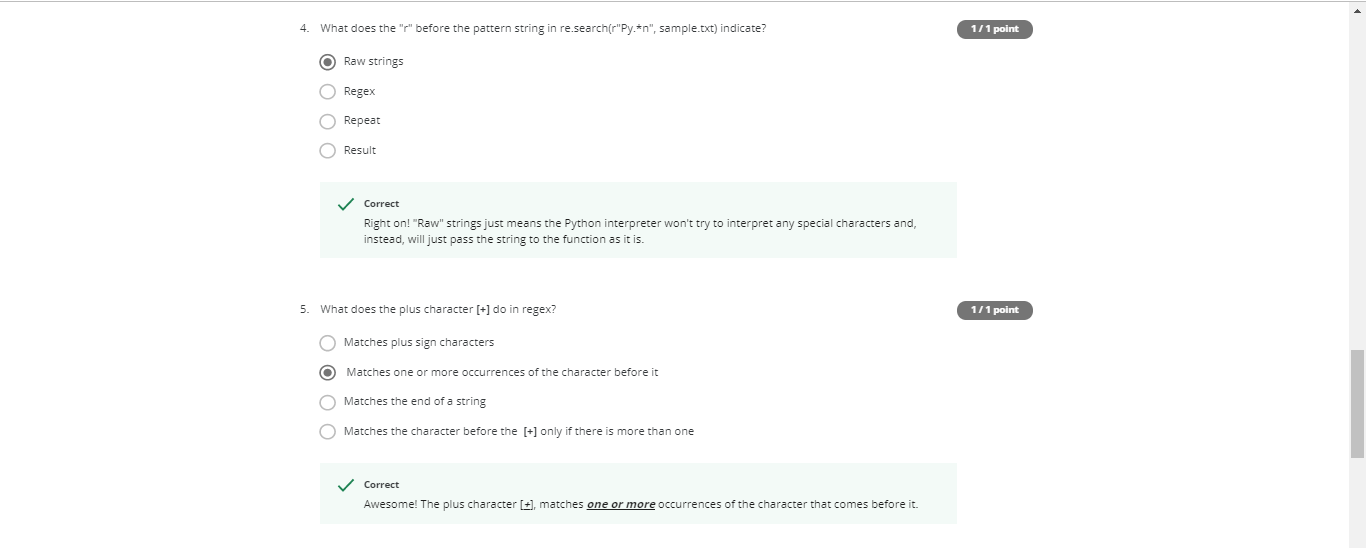 4. What does the "r" before the pattern string in re.search(r"Py.*n", sample.txt) indicate?
1 / 1 point
Raw strings
Regex
Repeat
Result
Correct
Right on! "Raw" strings just means the Python interpreter won't try to interpret any special characters and,
instead, will just pass the string to the function as it is.
5. What does the plus character [+] do in regex?
1 / 1 point
Matches plus sign characters
Matches one or more occurrences of the character before it
Matches the end of a string
Matches the character before the [+] only if there is more than one
Correct
Awesome! The plus character [+], matches one or more occurrences of the character that comes before it.